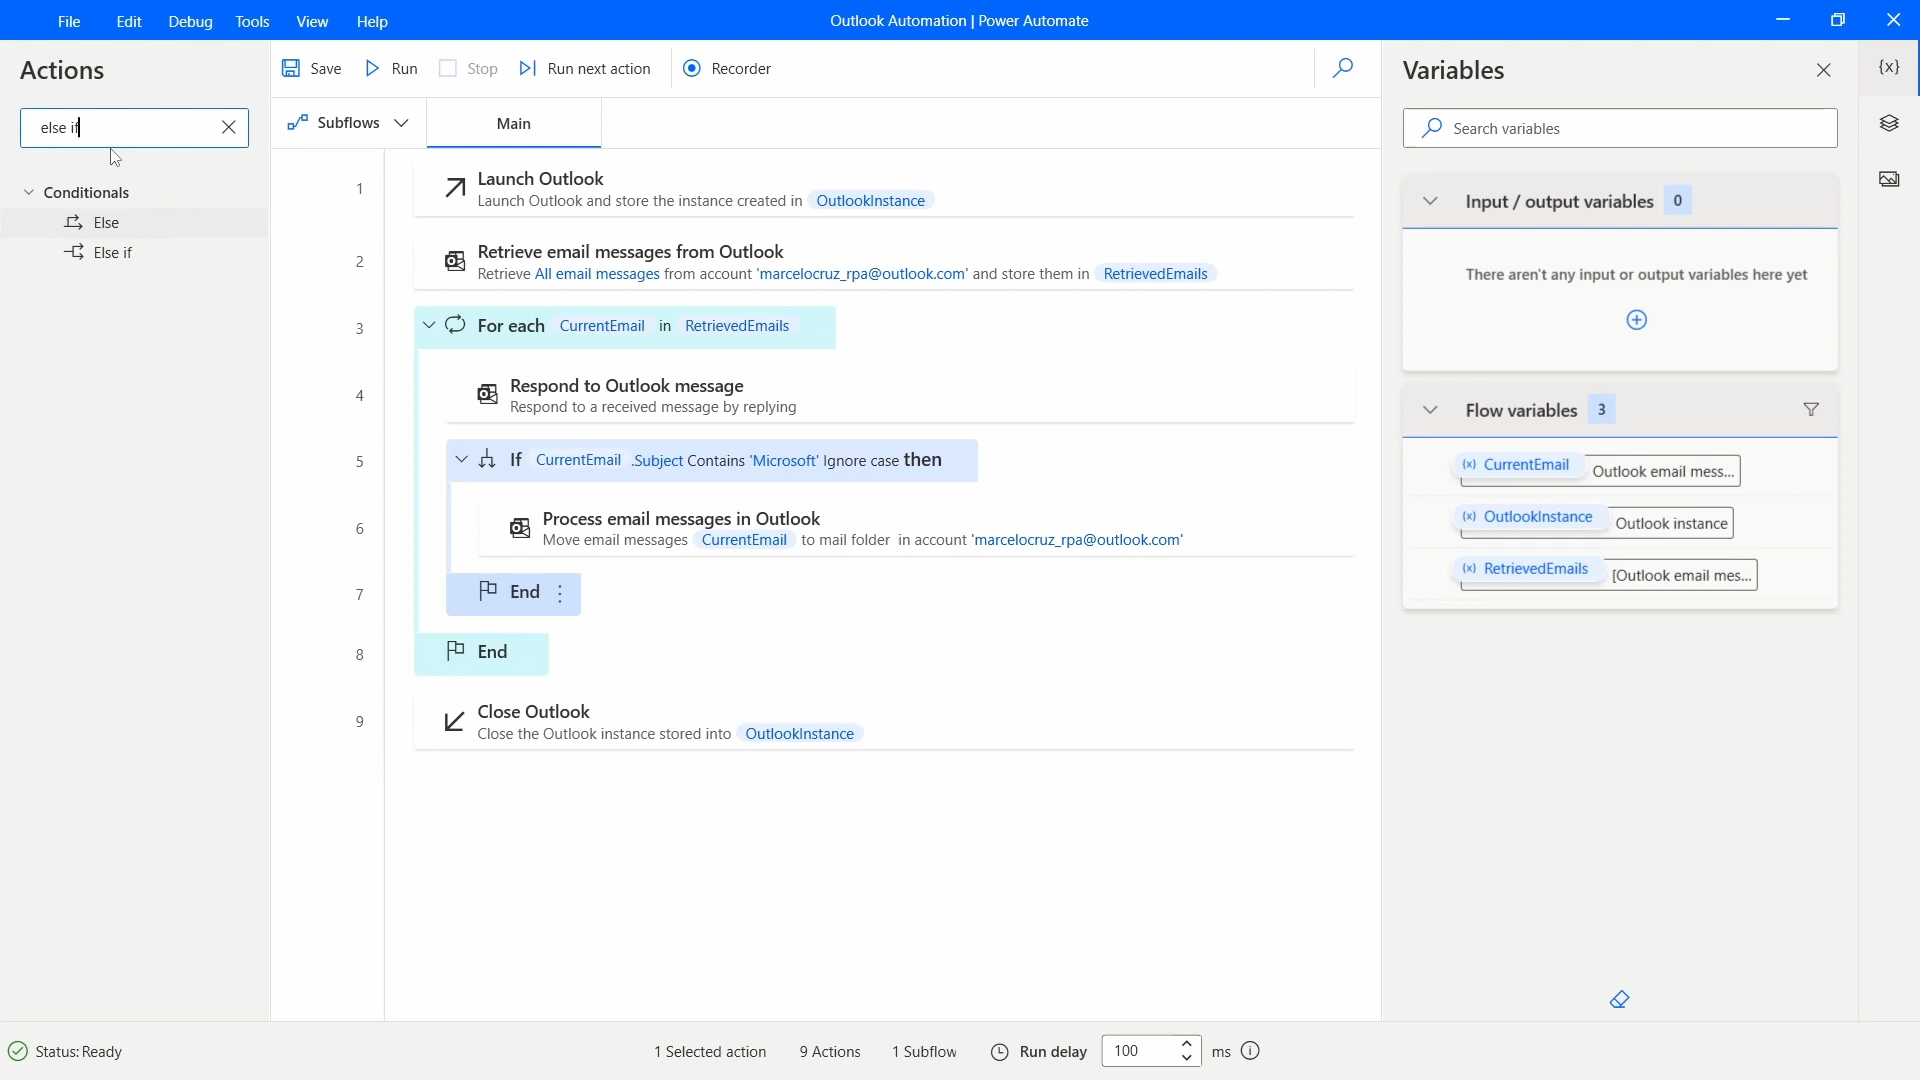 File Edit Debug Tools View Help
Outlook Automation | Power Automate
Actions
else if
Conditionals
Else
Else if
Save Run Stop Run next action Recorder
Subflows Main
1 Launch Outlook
Launch Outlook and store the instance created in OutlookInstance
2 Retrieve email messages from Outlook
Retrieve All email messages from account 'marcelocruz_rpa@outlook.com' and store them in RetrievedEmails
3 For each CurrentEmail in RetrievedEmails
4 Respond to Outlook message
Respond to a received message by replying
5 If CurrentEmail .Subject Contains 'Microsoft' Ignore case then
6 Process email messages in Outlook
Move email messages CurrentEmail to mail folder in account 'marcelocruz_rpa@outlook.com'
7 End
8 End
9 Close Outlook
Close the Outlook instance stored into OutlookInstance
Variables
{x}
Search variables
Input / output variables 0
There aren't any input or output variables here yet
Flow variables 3
(x) CurrentEmail Outlook email mess...
(x) OutlookInstance Outlook instance
(x) RetrievedEmails [Outlook email mes...
Status: Ready
1 Selected action 9 Actions 1 Subflow Run delay 100 ms